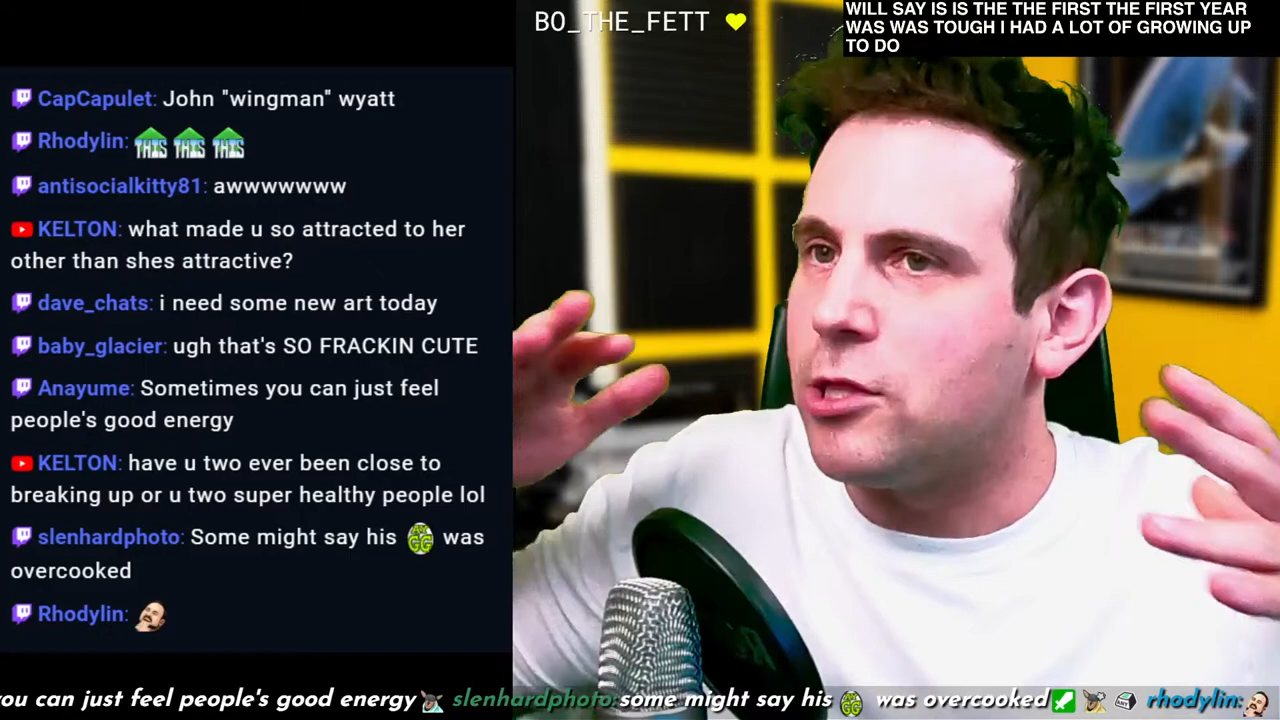 BO_THE_FETT
WILL SAY IS IS THE THE FIRST THE FIRST YEAR
WAS WAS TOUGH I HAD A LOT OF GROWING UP
TO DO
CapCapulet: John "wingman" wyatt
Rhodylin: THIS THIS THIS
antisocialkitty81: awwwwwww
KELTON: what made u so attracted to her
other than shes attractive?
dave_chats: i need some new art today
baby_glacier: ugh that's SO FRACKIN CUTE
Anayume: Sometimes you can just feel
people's good energy
KELTON: have u two ever been close to
breaking up or u two super healthy people lol
slenhardphoto: Some might say his GG was
overcooked
Rhodylin:
you can just feel people's good energy slenhardphoto: some might say his GG was overcooked rhodylin: